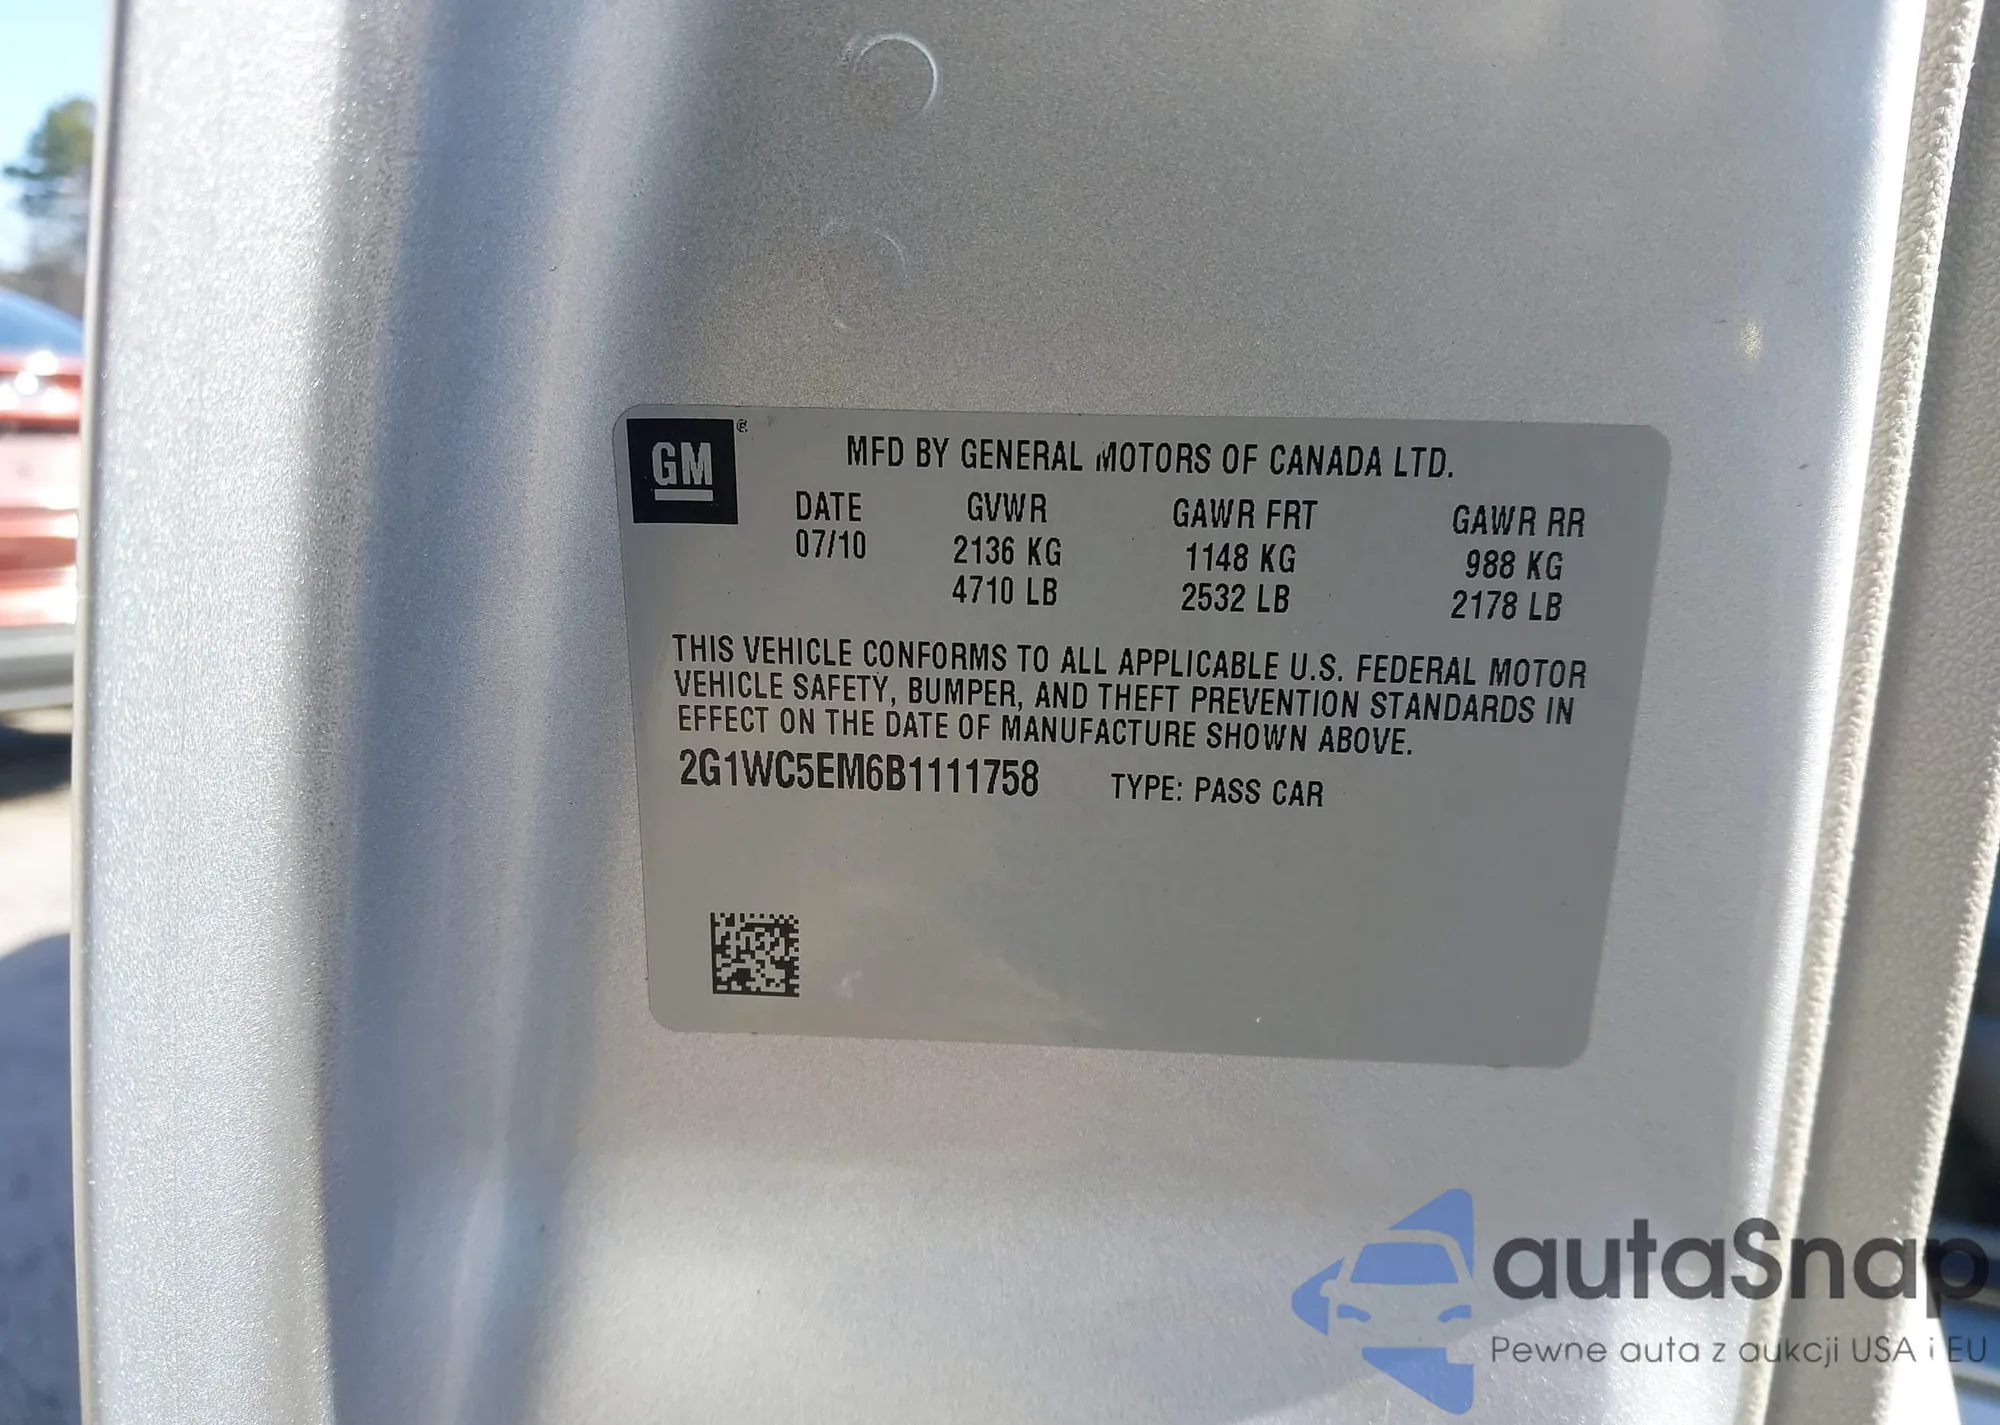 GM
MFD BY GENERAL MOTORS OF CANADA LTD.
DATE GVWR GAWR FRT GAWR RR
07/10 2136 KG 1148 KG 988 KG
4710 LB 2532 LB 2178 LB
THIS VEHICLE CONFORMS TO ALL APPLICABLE U.S. FEDERAL MOTOR
VEHICLE SAFETY, BUMPER, AND THEFT PREVENTION STANDARDS IN
EFFECT ON THE DATE OF MANUFACTURE SHOWN ABOVE.
2G1WC5EM6B1111758 TYPE: PASS CAR
autaSnap
Pewne auta z aukcji USA i EU